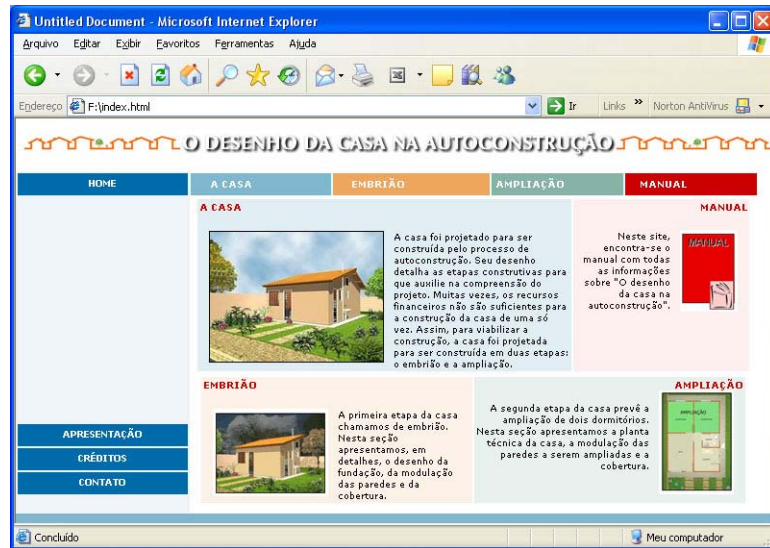 Untitled Document - Microsoft Internet Explorer
Arquivo Editar Exibir Favoritos Ferramentas Ajuda
Endereço F:\index.html Ir Links » Norton AntiVirus
O DESENHO DA CASA NA AUTOCONSTRUÇÃO
HOME A CASA EMBRIÃO AMPLIAÇÃO MANUAL
A CASA
A casa foi projetado para ser
construída pelo processo de
autoconstrução. Seu desenho
detalha as etapas construtivas para
que auxilie na compreensão do
projeto. Muitas vezes, os recursos
financeiros não são suficientes para
a construção da casa de uma só
vez. Assim, para viabilizar a
construção, a casa foi projetada
para ser construída em duas etapas:
o embrião e a ampliação.
MANUAL
Neste site,
encontra-se o
manual com todas
as informações
sobre "O desenho
da casa na
autoconstrução".
MANUAL
EMBRIÃO
A primeira etapa da casa
chamamos de embrião.
Nesta seção
apresentamos, em
detalhes, o desenho da
fundação, da modulação
das paredes e da
cobertura.
AMPLIAÇÃO
A segunda etapa da casa prevê a
ampliação de dois dormitórios.
Nesta seção apresentamos a planta
técnica da casa, a modulação das
paredes a serem ampliadas e a
cobertura.
AMPLIAÇÃO
APRESENTAÇÃO
CRÉDITOS
CONTATO
Concluído Meu computador